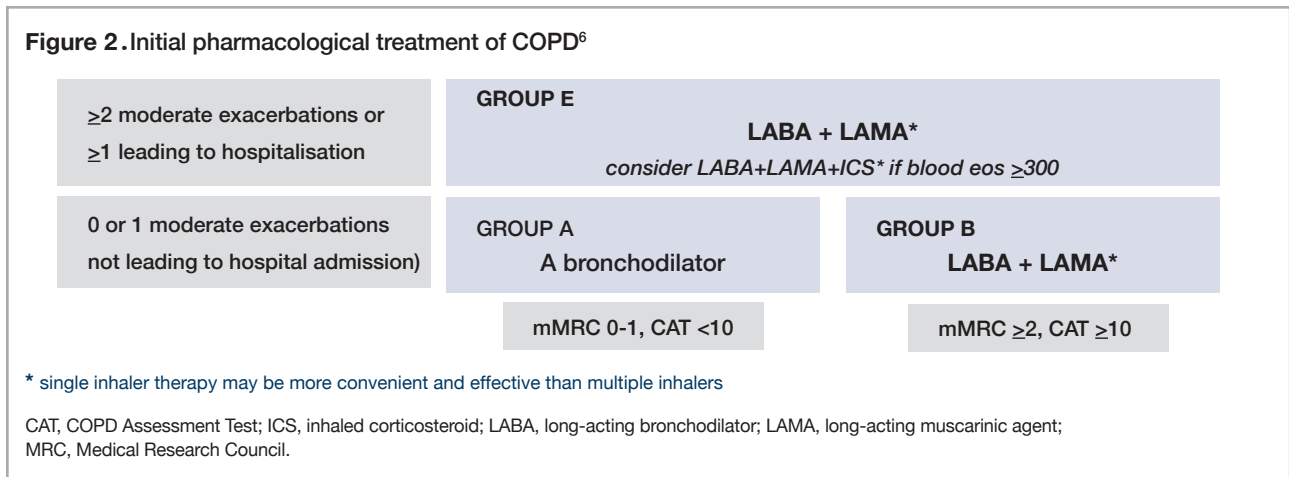 Figure 2. Initial pharmacological treatment of COPD⁶
≥2 moderate exacerbations or
≥1 leading to hospitalisation
GROUP E
LABA + LAMA*
consider LABA+LAMA+ICS* if blood eos ≥300
0 or 1 moderate exacerbations
not leading to hospital admission)
GROUP A
A bronchodilator
GROUP B
LABA + LAMA*
mMRC 0-1, CAT <10
mMRC ≥2, CAT ≥10
* single inhaler therapy may be more convenient and effective than multiple inhalers
CAT, COPD Assessment Test; ICS, inhaled corticosteroid; LABA, long-acting bronchodilator; LAMA, long-acting muscarinic agent;
MRC, Medical Research Council.